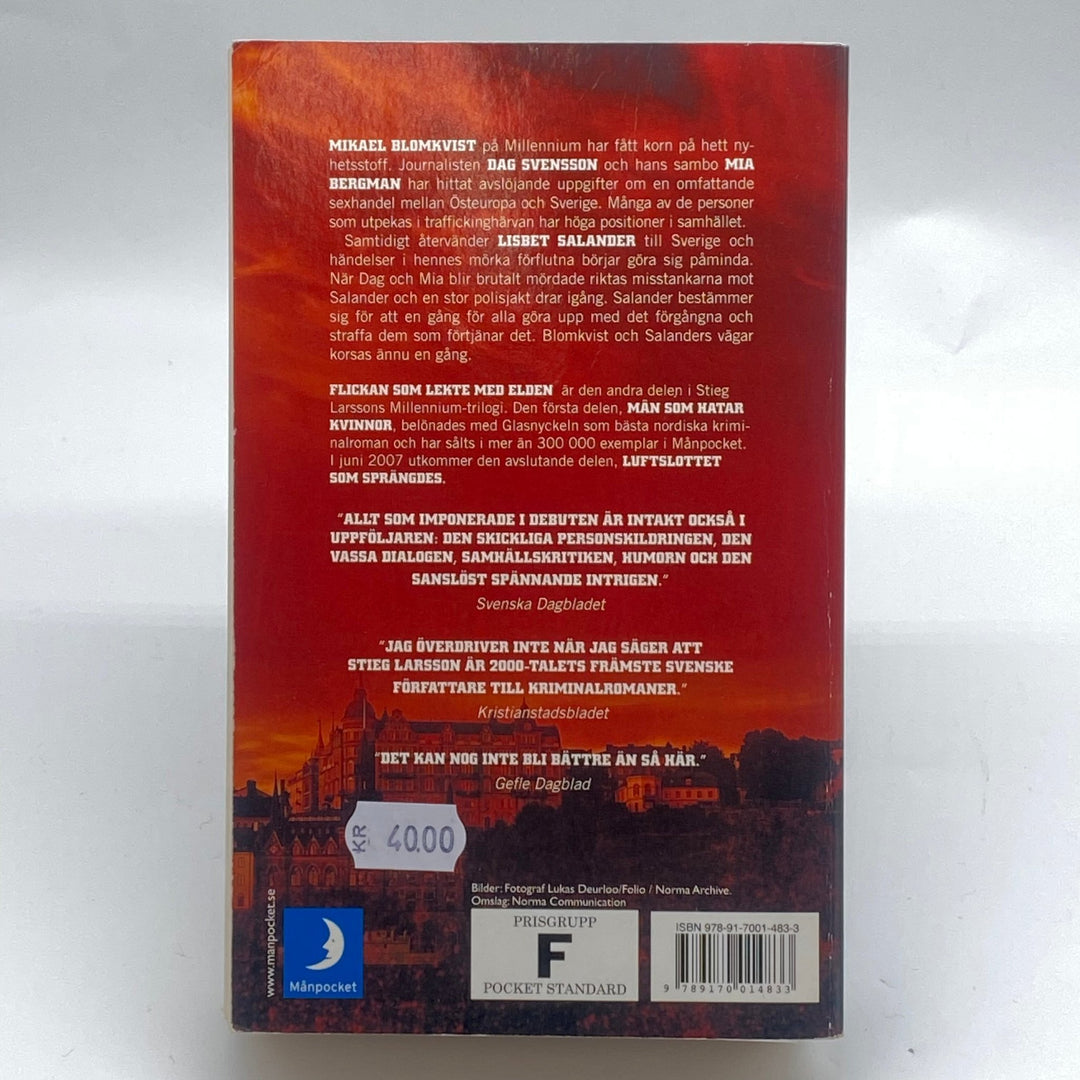 MIKAEL BLOMKVIST på Millennium har fått korn på hett ny-
hetsstoff. Journalisten DAG SVENSSON och hans sambo MIA
BERGMAN har hittat avslöjande uppgifter om en omfattande
sexhandel mellan Östeuropa och Sverige. Många av de personer
som utpekas i traffickinghärvan har höga positioner i samhället.
Samtidigt återvänder LISBET SALANDER till Sverige och
händelser i hennes mörka förflutna börjar göra sig påminda.
När Dag och Mia blir brutalt mördade riktas misstankarna mot
Salander och en stor polisjakt drar igång. Salander bestämmer
sig för att en gång för alla göra upp med det förgångna och
straffa dem som förtjänar det. Blomkvist och Salanders vägar
korsas ännu en gång.
FLICKAN SOM LEKTE MED ELDEN är den andra delen i Stieg
Larssons Millennium-trilogi. Den första delen, MÄN SOM HATAR
KVINNOR, belönades med Glasnyckeln som bästa nordiska krimi-
nalroman och har sålts i mer än 300 000 exemplar i Månpocket.
I juni 2007 utkommer den avslutande delen, LUFTSLOTTET
SOM SPRÄNGDES.
"ALLT SOM IMPONERADE I DEBUTEN ÄR INTAKT OCKSÅ I
UPPFÖLJAREN: DEN SKICKLIGA PERSONSKILDRINGEN, DEN
VASSA DIALOGEN, SAMHÄLLSKRITIKEN, HUMORN OCH DEN
SANSLÖST SPÄNNANDE INTRIGEN."
Svenska Dagbladet
"JAG ÖVERDRIVER INTE NÄR JAG SÄGER ATT
STIEG LARSSON ÄR 2000-TALETS FRÄMSTE SVENSKE
FÖRFATTARE TILL KRIMINALROMANER."
Kristianstadsbladet
"DET KAN NOG INTE BLI BÄTTRE ÄN SÅ HÄR."
Gefle Dagblad
KR 40.00
Bilder: Fotograf Lukas Deurloo/Folio / Norma Archive.
Omslag: Norma Communication
www.manpocket.se
Månpocket
PRISGRUPP
F
POCKET STANDARD
ISBN 978-91-7001-483-3
9 789170 014833